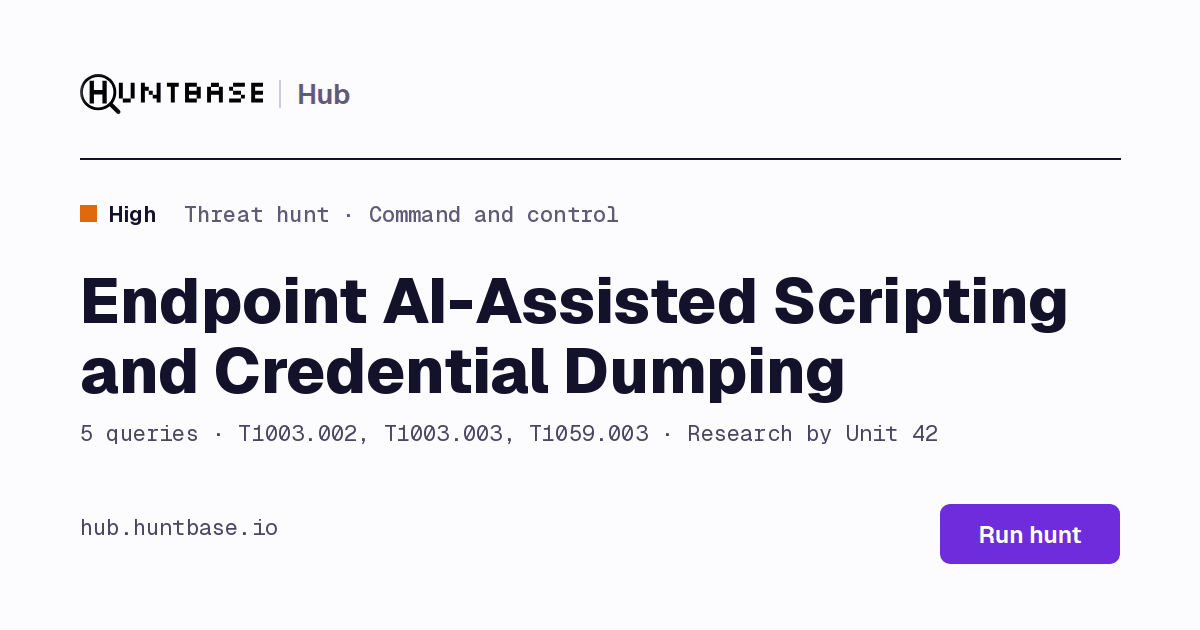 HUNTBASE | Hub
High Threat hunt · Command and control
Endpoint AI-Assisted Scripting
and Credential Dumping
5 queries · T1003.002, T1003.003, T1059.003 · Research by Unit 42
hub.huntbase.io
Run hunt